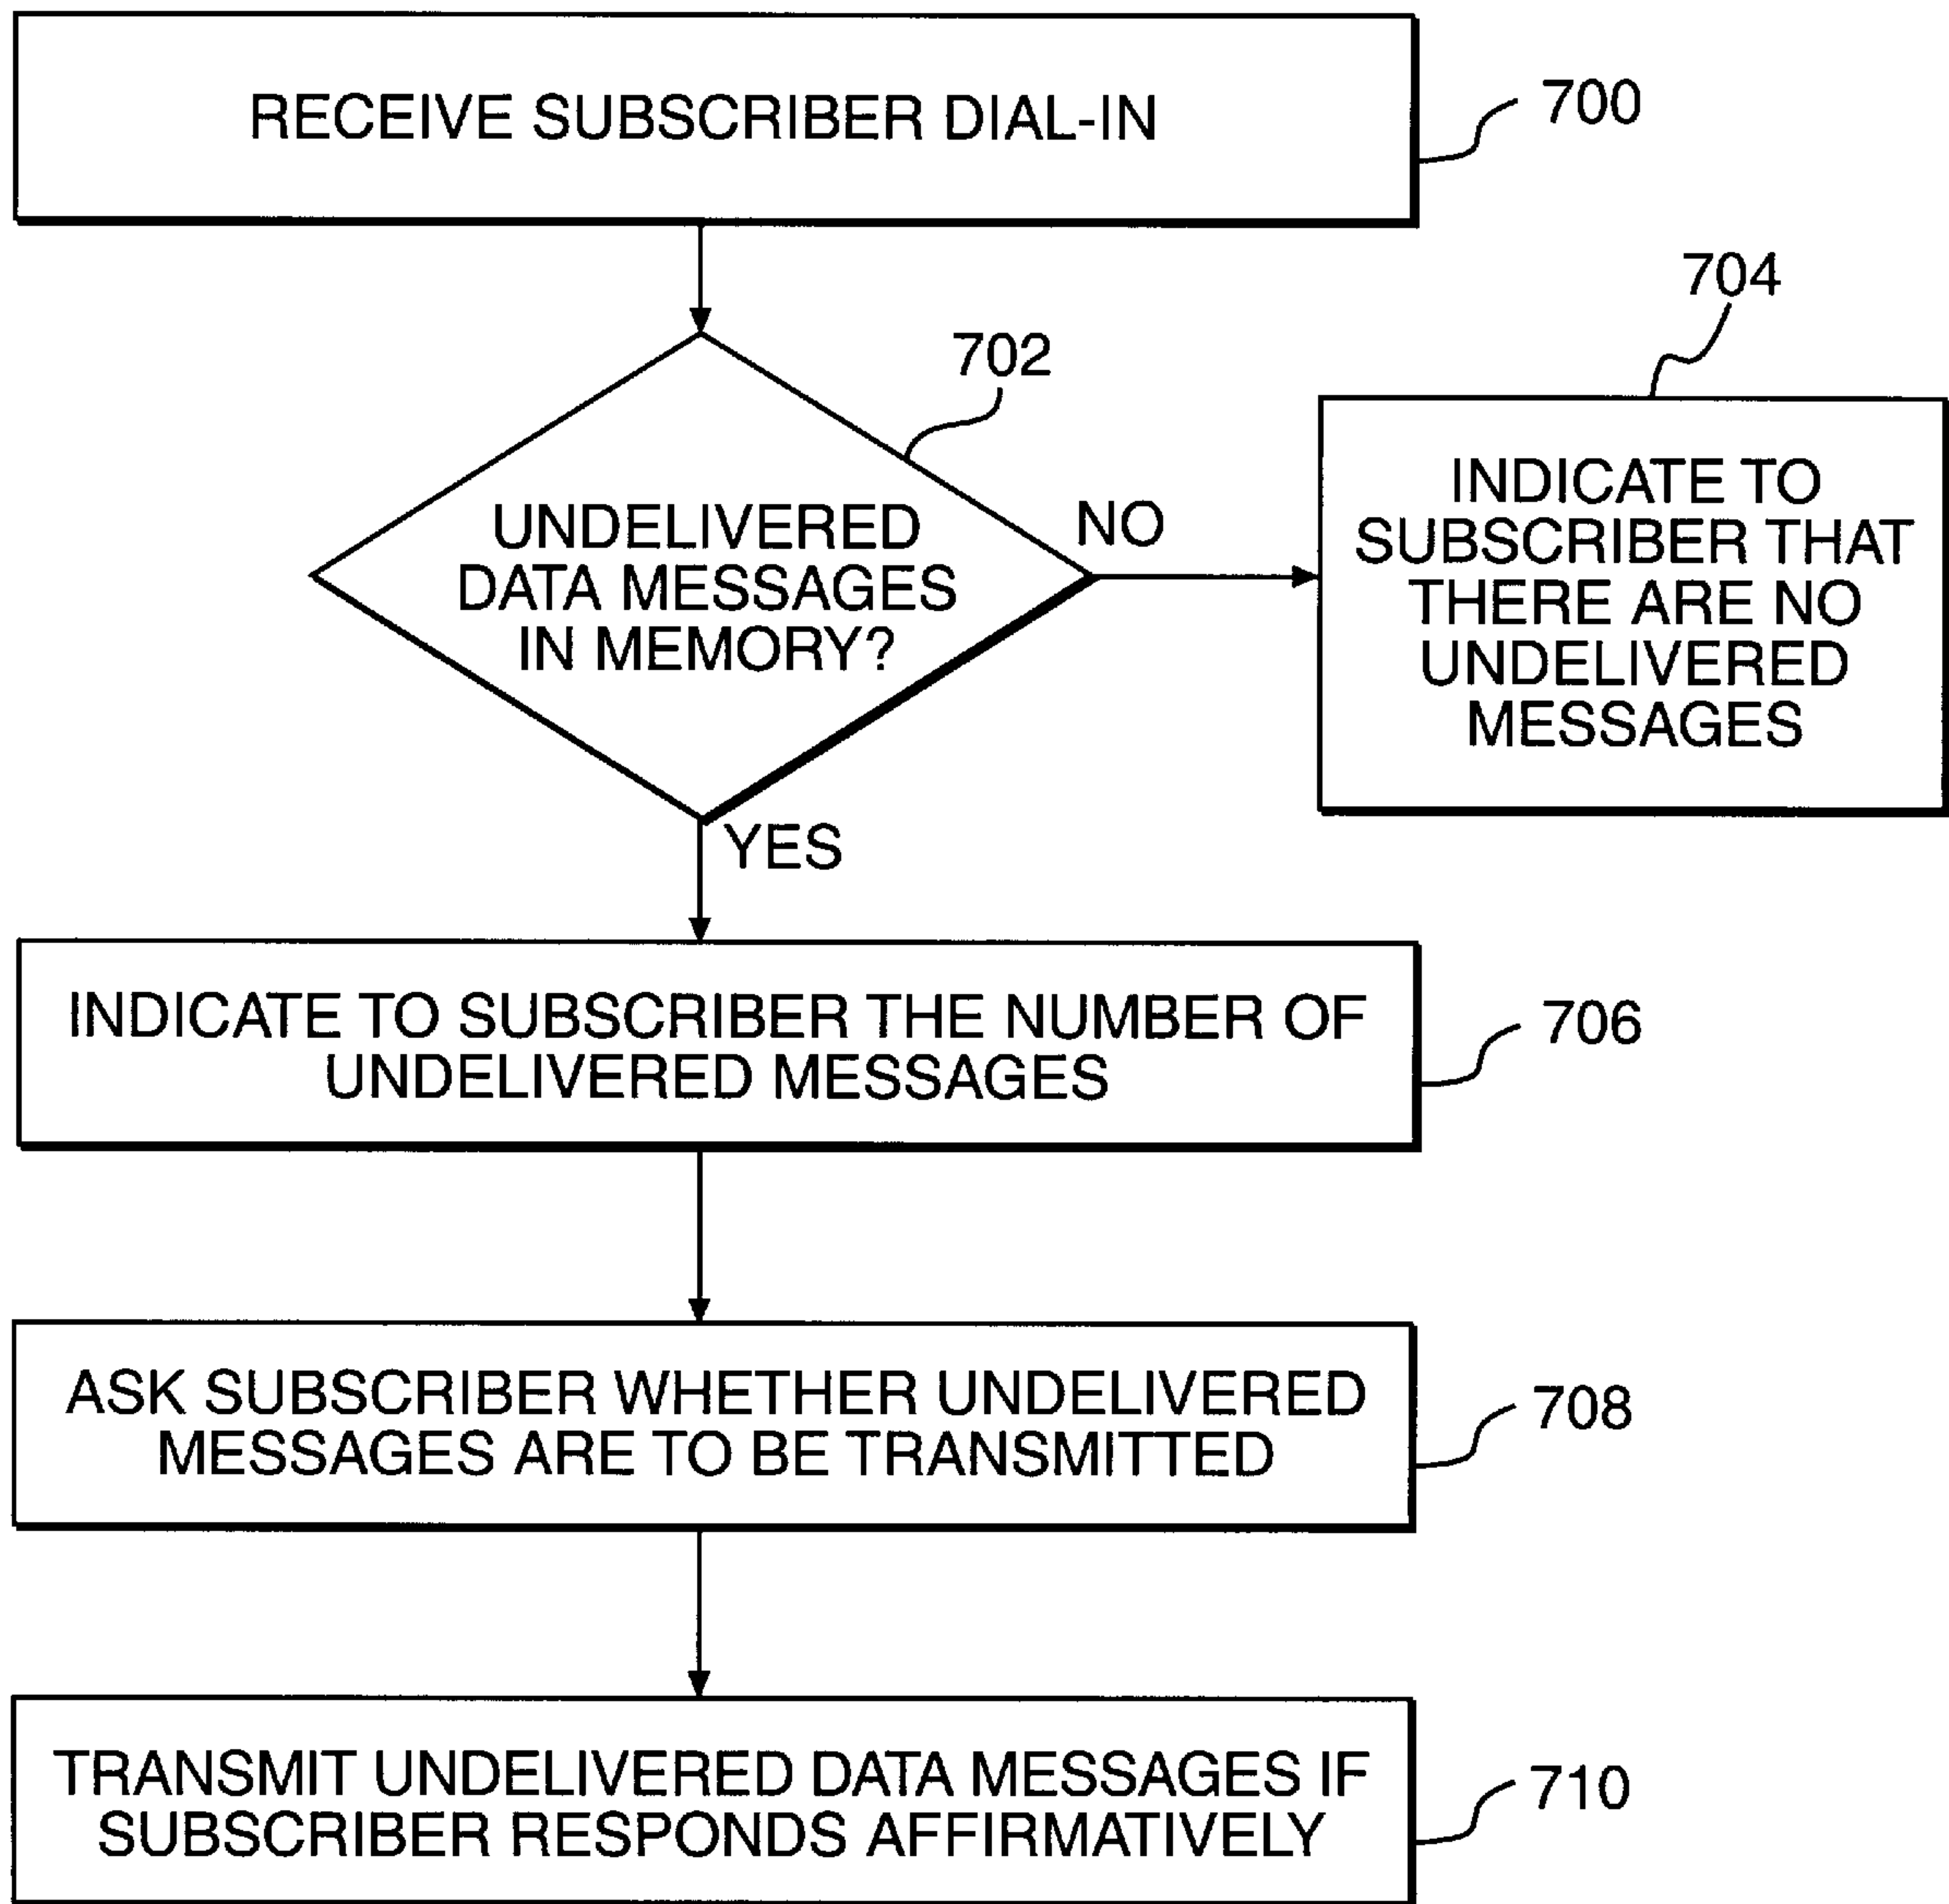 RECEIVE SUBSCRIBER DIAL-IN
700
702
704
UNDELIVERED
DATA MESSAGES
IN MEMORY?
NO
INDICATE TO
SUBSCRIBER THAT
THERE ARE NO
UNDELIVERED
MESSAGES
YES
INDICATE TO SUBSCRIBER THE NUMBER OF
UNDELIVERED MESSAGES
706
ASK SUBSCRIBER WHETHER UNDELIVERED
MESSAGES ARE TO BE TRANSMITTED
708
TRANSMIT UNDELIVERED DATA MESSAGES IF
SUBSCRIBER RESPONDS AFFIRMATIVELY
710